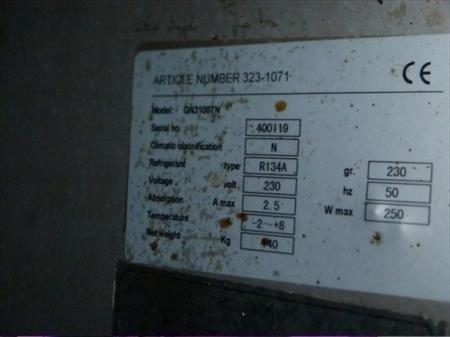 ARTICLE NUMBER 323-1071
CE
Model: GN3100TN
Serial no. 400119
Climatic classification N
Refrigerant type R134A gr. 230
Voltage volt 230 hz 50
Absorption A max 2.5 W max 250
Temperature -2 ~ +8
Net weight Kg 140